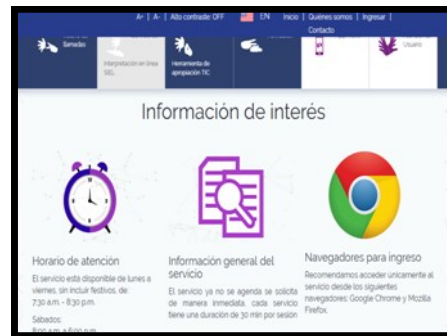 A+ | A- | Alto contraste: OFF EN Inicio | Quiénes somos | Ingresar |
Contacto
llamadas
Interpretación en línea
SIEL
Herramienta de
apropiación TIC
Usuario
Información de interés
Horario de atención
El servicio está disponible de lunes a
viernes, sin incluir festivos, de:
7:30 a.m. - 8:30 p.m.
Sábados:
8:00 a.m. a 6:00 p.m.
Información general del
servicio
El servicio ya no se agenda se solicita
de manera inmediata, cada servicio
tiene una duración de 30 min por sesión
Navegadores para ingreso
Recomendamos acceder únicamente al
servicio desde los siguientes
navegadores: Google Chrome y Mozilla
Firefox.